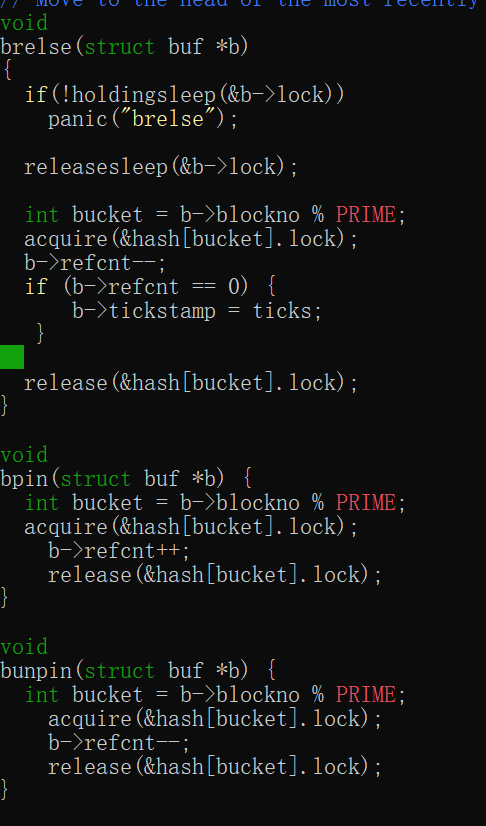 // Move to the head of the most recently
void
brelse(struct buf *b)
{
  if(!holdingsleep(&b->lock))
    panic("brelse");

  releasesleep(&b->lock);

  int bucket = b->blockno % PRIME;
  acquire(&hash[bucket].lock);
  b->refcnt--;
  if (b->refcnt == 0) {
      b->tickstamp = ticks;
   }

  release(&hash[bucket].lock);
}

void
bpin(struct buf *b) {
  int bucket = b->blockno % PRIME;
  acquire(&hash[bucket].lock);
    b->refcnt++;
    release(&hash[bucket].lock);
}

void
bunpin(struct buf *b) {
  int bucket = b->blockno % PRIME;
    acquire(&hash[bucket].lock);
    b->refcnt--;
    release(&hash[bucket].lock);
}